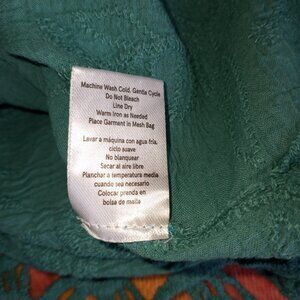 Machine Wash Cold, Gentle Cycle
Do Not Bleach
Line Dry
Warm Iron as Needed
Place Garment in Mesh Bag
Lavar a máquina con agua fría,
ciclo suave
No blanquear
Secar al aire libre
Planchar a temperatura media
cuando sea necesario
Colocar prenda en
bolsa de malla